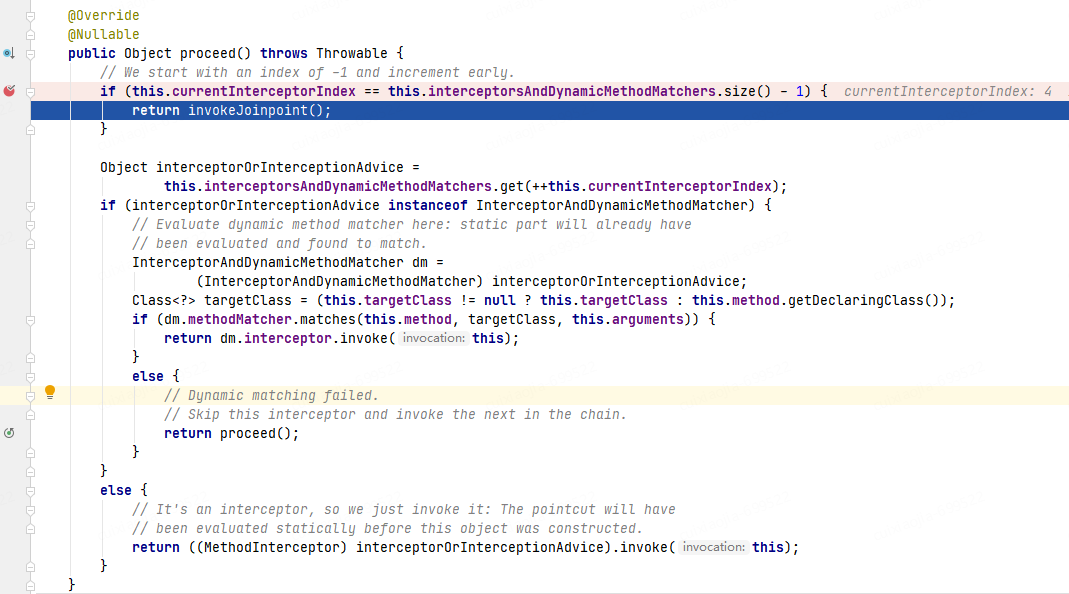 @Override
@Nullable
public Object proceed() throws Throwable {
// We start with an index of -1 and increment early.
if (this.currentInterceptorIndex == this.interceptorsAndDynamicMethodMatchers.size() - 1) { currentInterceptorIndex: 4
return invokeJoinpoint();
}
Object interceptorOrInterceptionAdvice =
this.interceptorsAndDynamicMethodMatchers.get(++this.currentInterceptorIndex);
if (interceptorOrInterceptionAdvice instanceof InterceptorAndDynamicMethodMatcher) {
// Evaluate dynamic method matcher here: static part will already have
// been evaluated and found to match.
InterceptorAndDynamicMethodMatcher dm =
(InterceptorAndDynamicMethodMatcher) interceptorOrInterceptionAdvice;
Class<?> targetClass = (this.targetClass != null ? this.targetClass : this.method.getDeclaringClass());
if (dm.methodMatcher.matches(this.method, targetClass, this.arguments)) {
return dm.interceptor.invoke( invocation: this);
}
else {
// Dynamic matching failed.
// Skip this interceptor and invoke the next in the chain.
return proceed();
}
}
else {
// It's an interceptor, so we just invoke it: The pointcut will have
// been evaluated statically before this object was constructed.
return ((MethodInterceptor) interceptorOrInterceptionAdvice).invoke( invocation: this);
}
}